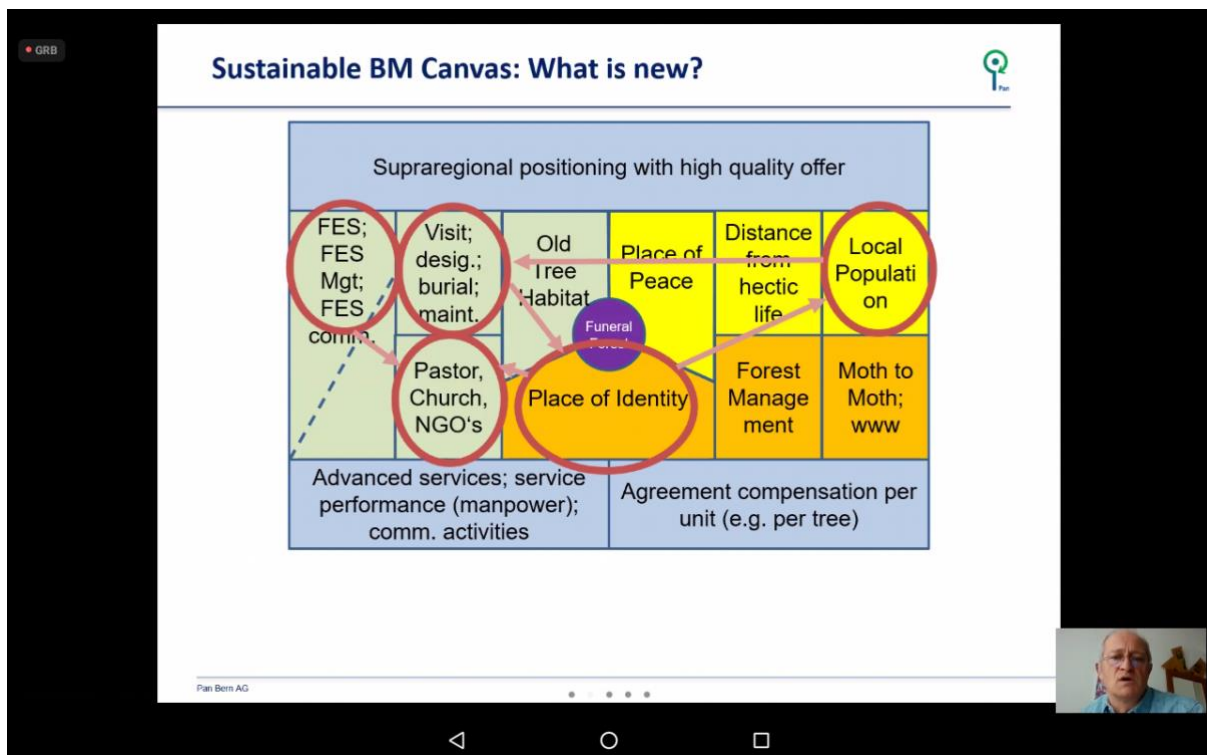 GRB
Sustainable BM Canvas: What is new?
Pan
Supraregional positioning with high quality offer
FES;
FES
Mgt;
FES
comm.
Visit;
desig.;
burial;
maint.
Old
Tree
Habitat
Place of
Peace
Distance
from
hectic
life
Local
Populati
on
Funeral
Forest
Pastor,
Church,
NGO's
Place of Identity
Forest
Manage
ment
Moth to
Moth;
www
Advanced services; service
performance (manpower);
comm. activities
Agreement compensation per
unit (e.g. per tree)
Pan Bern AG